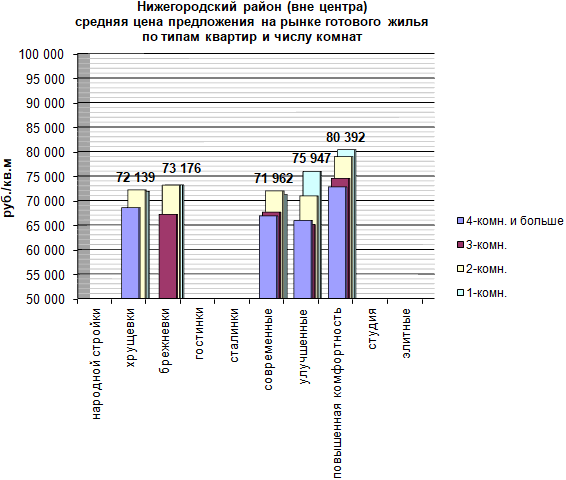 Нижегородский район (вне центра)
средняя цена предложения на рынке готового жилья
по типам квартир и числу комнат
руб./кв.м
100 000
95 000
90 000
85 000
80 000
75 000
70 000
65 000
60 000
55 000
50 000
72 139
73 176
71 962
75 947
80 392
народной стройки
хрущевки
брежневки
гостинки
сталинки
современные
улучшенные
повышенная комфортность
студия
элитные
4-комн. и больше
3-комн.
2-комн.
1-комн.